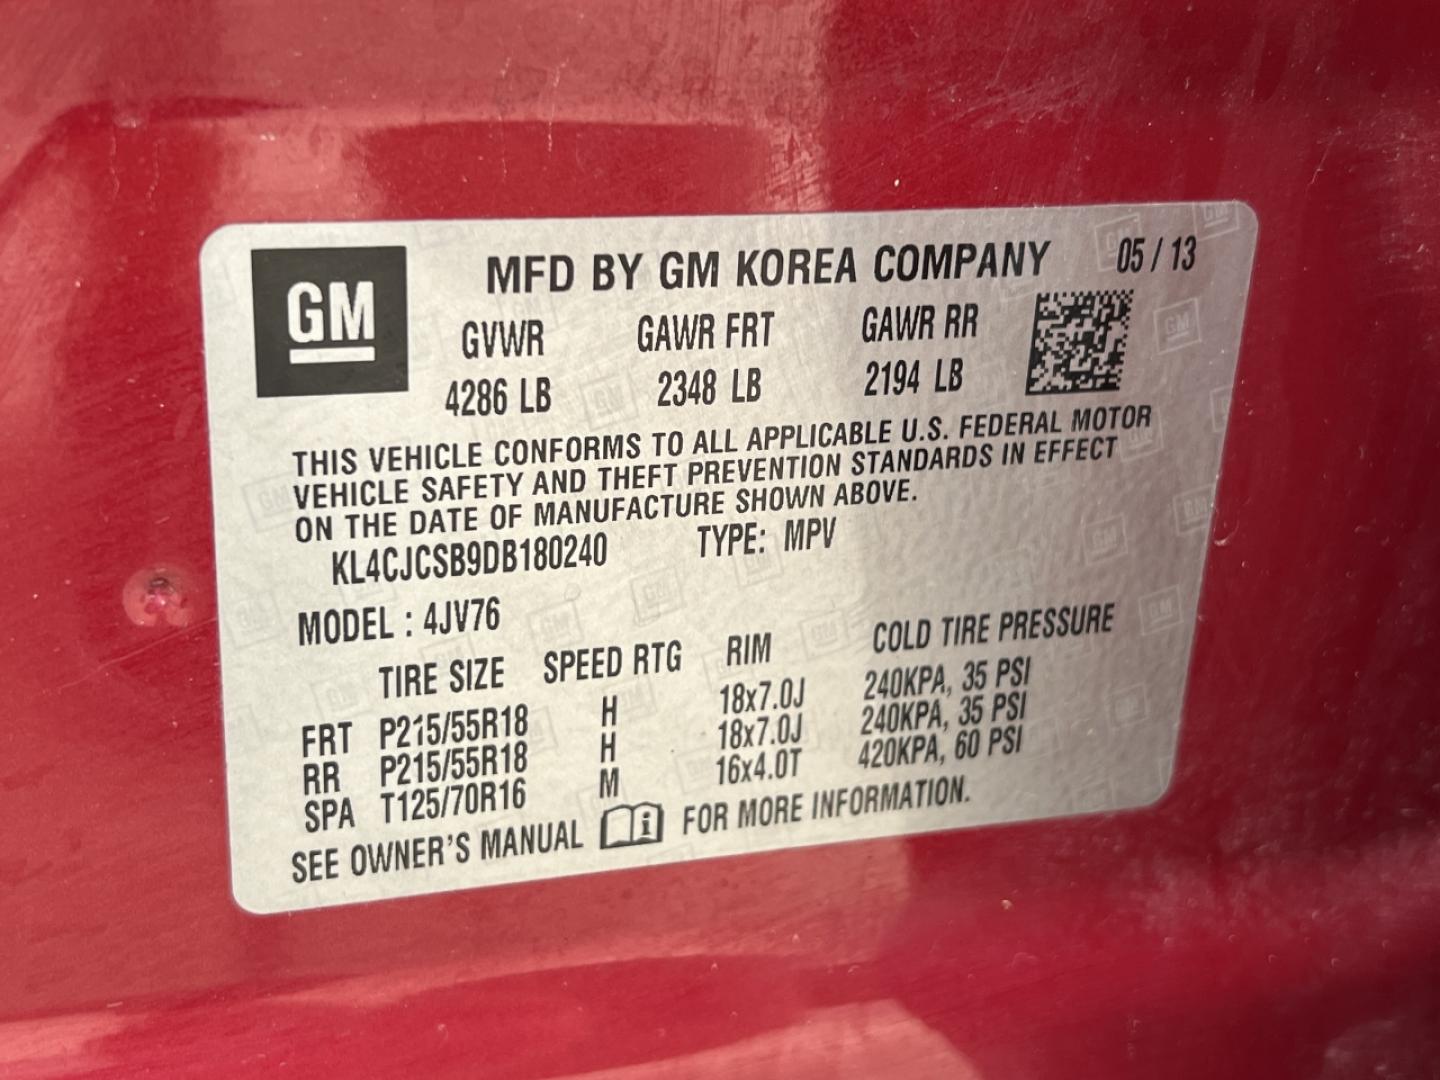 GM
MFD BY GM KOREA COMPANY 05 / 13
GVWR GAWR FRT GAWR RR
4286 LB 2348 LB 2194 LB
THIS VEHICLE CONFORMS TO ALL APPLICABLE U.S. FEDERAL MOTOR
VEHICLE SAFETY AND THEFT PREVENTION STANDARDS IN EFFECT
ON THE DATE OF MANUFACTURE SHOWN ABOVE.
KL4CJCSB9DB180240 TYPE: MPV
MODEL : 4JV76
TIRE SIZE SPEED RTG RIM COLD TIRE PRESSURE
FRT P215/55R18 H 18x7.0J 240KPA, 35 PSI
RR P215/55R18 H 18x7.0J 240KPA, 35 PSI
SPA T125/70R16 M 16x4.0T 420KPA, 60 PSI
SEE OWNER'S MANUAL i FOR MORE INFORMATION.